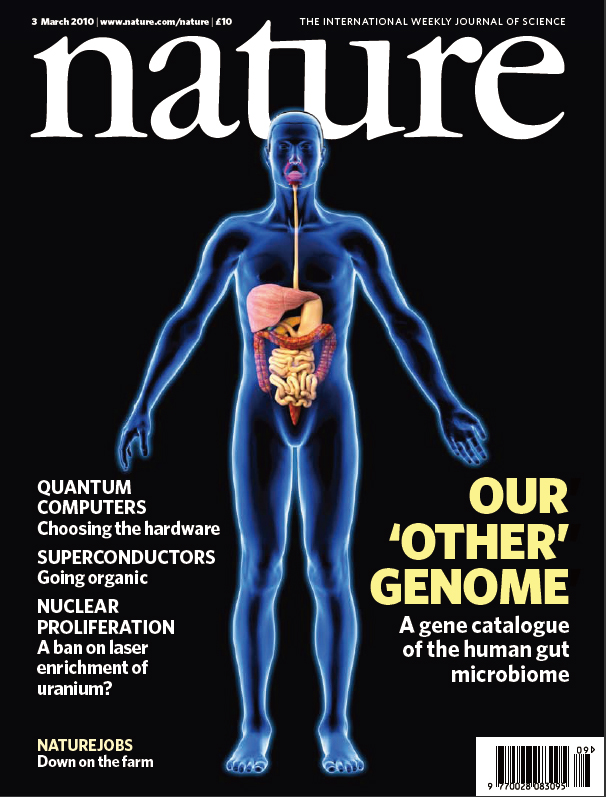 3 March 2010 | www.nature.com/nature | £10
THE INTERNATIONAL WEEKLY JOURNAL OF SCIENCE
nature
QUANTUM
COMPUTERS
Choosing the hardware
SUPERCONDUCTORS
Going organic
NUCLEAR
PROLIFERATION
A ban on laser
enrichment of
uranium?
NATUREJOBS
Down on the farm
OUR
‘OTHER’
GENOME
A gene catalogue
of the human gut
microbiome
09
9 770028 083095